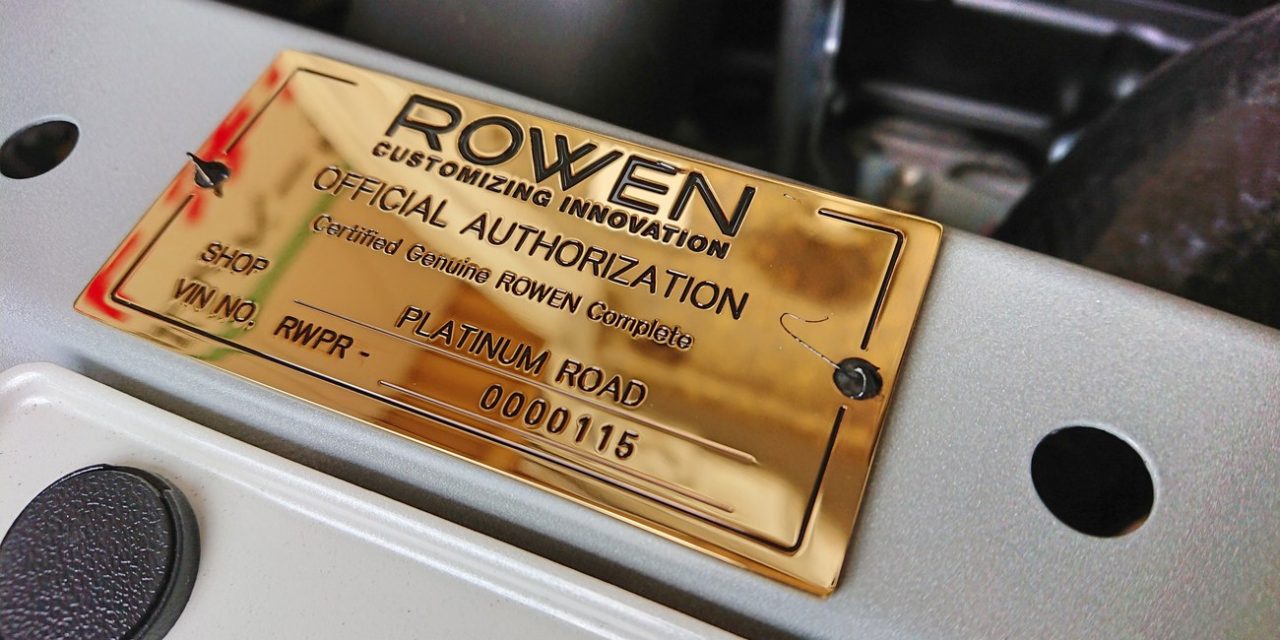 ROWEN
CUSTOMIZING INNOVATION
OFFICIAL AUTHORIZATION
Certified Genuine ROWEN Complete
SHOP PLATINUM ROAD
VIN NO. RWPR - 0000115